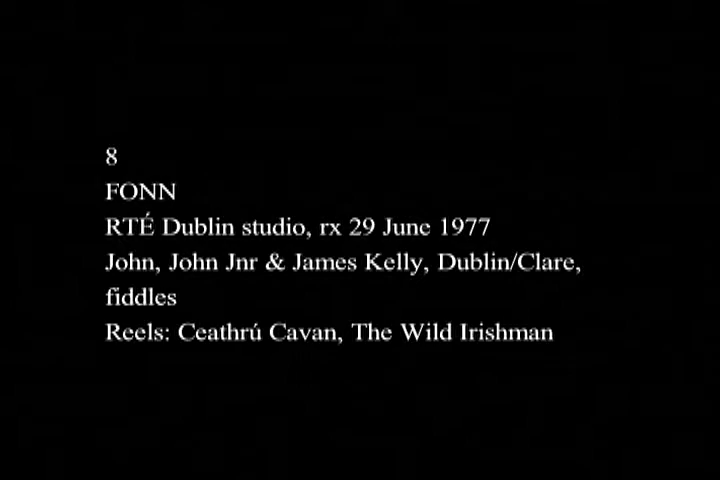 8
FONN
RTÉ Dublin studio, rx 29 June 1977
John, John Jnr & James Kelly, Dublin/Clare,
fiddles
Reels: Ceathrú Cavan, The Wild Irishman